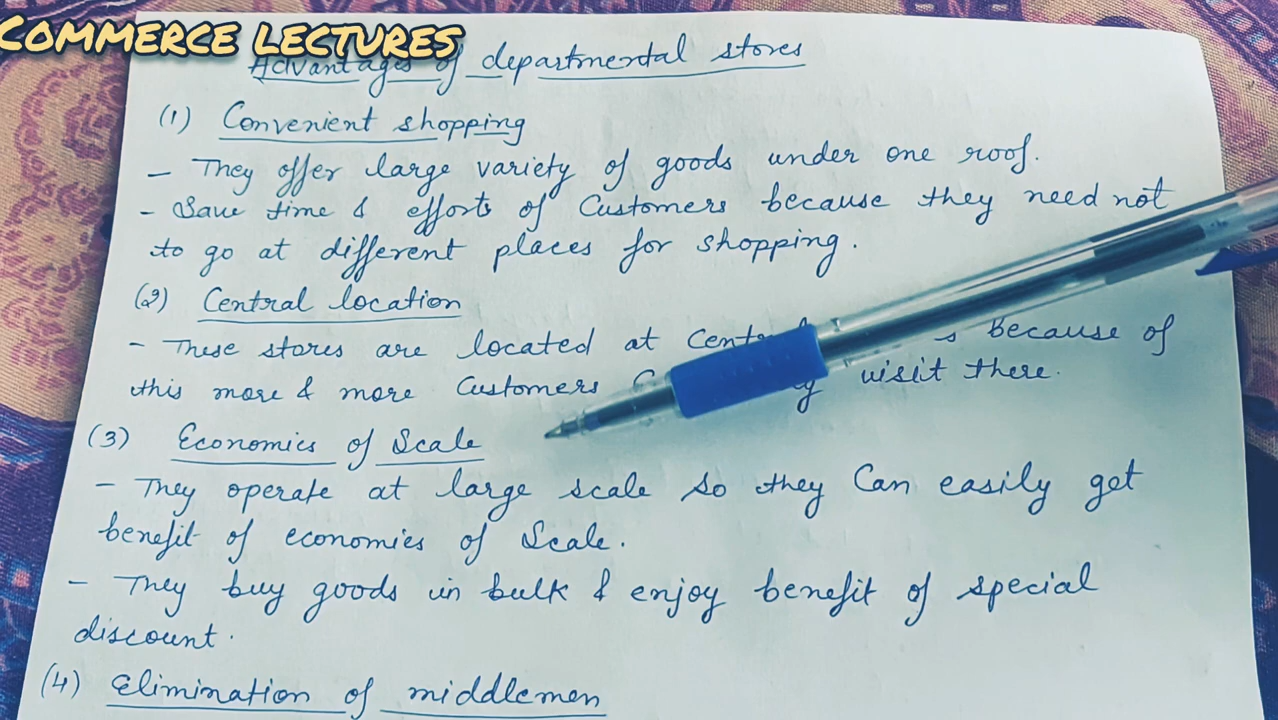 COMMERCE LECTURES
Advantages of departmental stores
(1) Convenient shopping
- They offer large variety of goods under one roof.
- Save time & efforts of Customers because they need not
to go at different places for shopping.
(2) Central location
- These stores are located at because of
this more & more Customers visit there.
(3) Economics of Scale
- They operate at large scale so they Can easily get
benefit of economies of Scale.
- They buy goods in bulk & enjoy benefit of special
discount.
(4) Elimination of middlemen